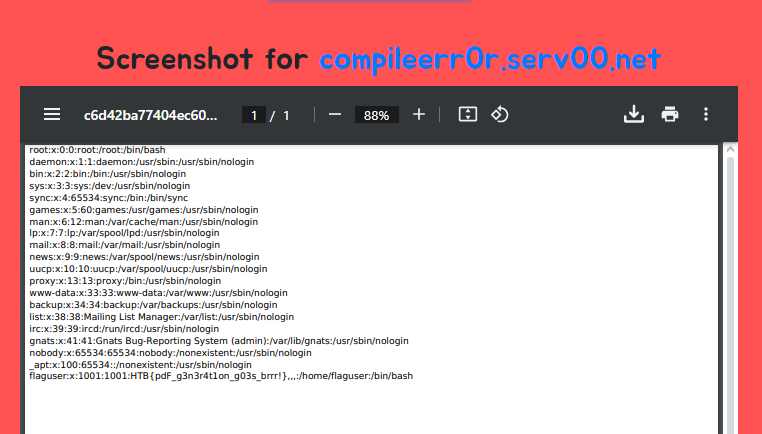 Screenshot for compileerr0r.serv00.net
c6d42ba77404ec60... 1 / 1 88%
root:x:0:0:root:/root:/bin/bash
daemon:x:1:1:daemon:/usr/sbin:/usr/sbin/nologin
bin:x:2:2:bin:/bin:/usr/sbin/nologin
sys:x:3:3:sys:/dev:/usr/sbin/nologin
sync:x:4:65534:sync:/bin:/bin/sync
games:x:5:60:games:/usr/games:/usr/sbin/nologin
man:x:6:12:man:/var/cache/man:/usr/sbin/nologin
lp:x:7:7:lp:/var/spool/lpd:/usr/sbin/nologin
mail:x:8:8:mail:/var/mail:/usr/sbin/nologin
news:x:9:9:news:/var/spool/news:/usr/sbin/nologin
uucp:x:10:10:uucp:/var/spool/uucp:/usr/sbin/nologin
proxy:x:13:13:proxy:/bin:/usr/sbin/nologin
www-data:x:33:33:www-data:/var/www:/usr/sbin/nologin
backup:x:34:34:backup:/var/backups:/usr/sbin/nologin
list:x:38:38:Mailing List Manager:/var/list:/usr/sbin/nologin
irc:x:39:39:ircd:/run/ircd:/usr/sbin/nologin
gnats:x:41:41:Gnats Bug-Reporting System (admin):/var/lib/gnats:/usr/sbin/nologin
nobody:x:65534:65534:nobody:/nonexistent:/usr/sbin/nologin
_apt:x:100:65534::/nonexistent:/usr/sbin/nologin
flaguser:x:1001:1001:HTB{pdF_g3n3r4t1on_g03s_brrr!},,,:/home/flaguser:/bin/bash